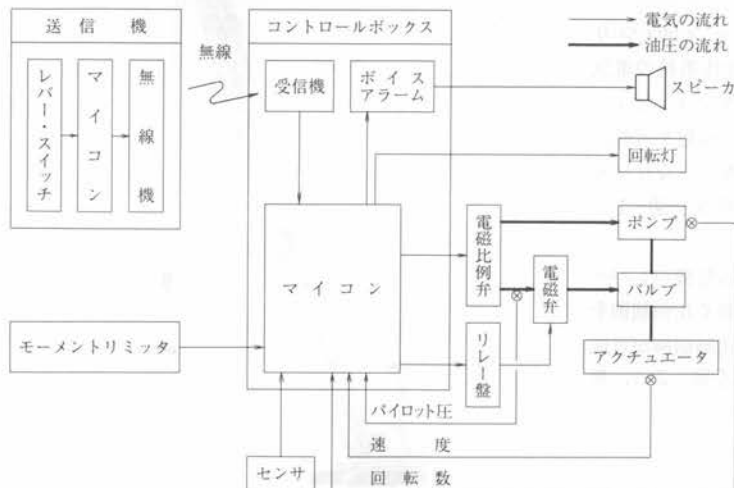 送信機
レバー・スイッチ
マイコン
無線機
無線
コントロールボックス
受信機
ボイス
アラーム
マイコン
電気の流れ
油圧の流れ
スピーカ
回転灯
電磁比例弁
電磁弁
リレー盤
ポンプ
バルブ
アクチュエータ
モーメントリミッタ
パイロット圧
速度
センサ
回転数